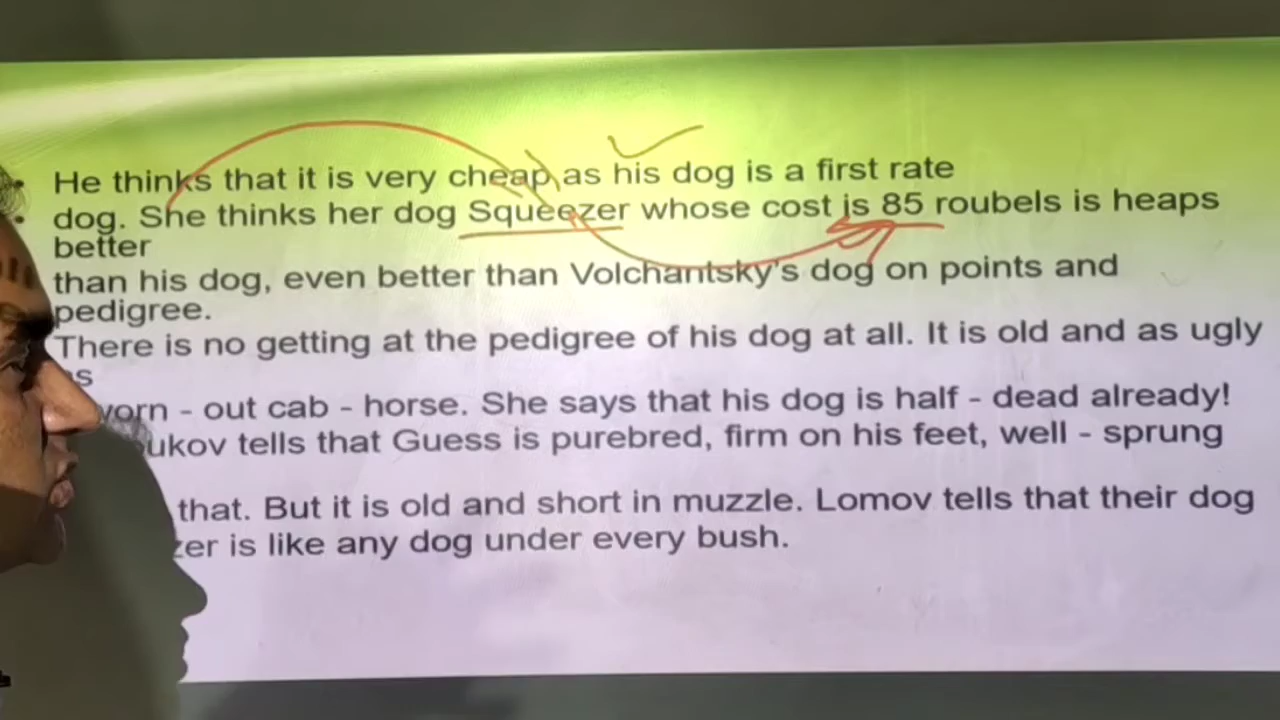 He thinks that it is very cheap as his dog is a first rate
dog. She thinks her dog Squeezer whose cost is 85 roubels is heaps
better
than his dog, even better than Volchantsky's dog on points and
pedigree.
There is no getting at the pedigree of his dog at all. It is old and as ugly
as
worn - out cab - horse. She says that his dog is half - dead already!
ukov tells that Guess is purebred, firm on his feet, well - sprung
that. But it is old and short in muzzle. Lomov tells that their dog
zer is like any dog under every bush.